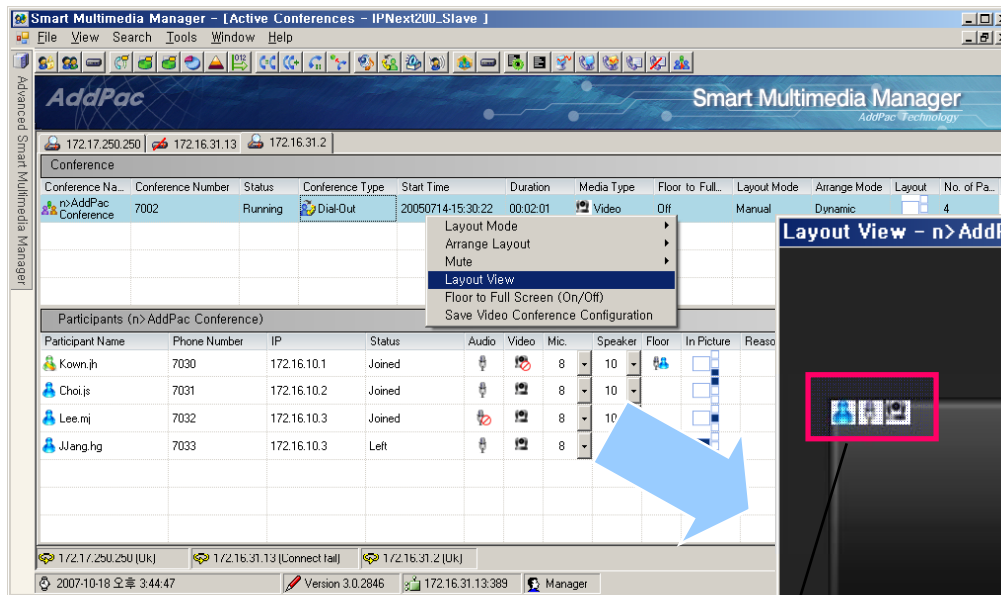 Smart Multimedia Manager - [Active Conferences - IPNext200_Slave ]
File View Search Tools Window Help
Advanced Smart Multimedia Manager
AddPac
Smart Multimedia Manager
AddPac Technology
172.17.250.250 172.16.31.13 172.16.31.2
Conference
Conference Na... Conference Number Status Conference Type Start Time Duration Media Type Floor to Full... Layout Mode Arrange Mode Layout No. of Pa...
n>AddPac Conference 7002 Running Dial-Out 20050714-15:30:22 00:02:01 Video Off Manual Dynamic 4
Layout Mode
Arrange Layout
Mute
Layout View
Floor to Full Screen (On/Off)
Save Video Conference Configuration
Layout View - n>AddP
Participants (n>AddPac Conference)
Participant Name Phone Number IP Status Audio Video Mic. Speaker Floor In Picture Reaso
Kown.jh 7030 172.16.10.1 Joined 8 10
Choi.js 7031 172.16.10.2 Joined 8 10
Lee.mj 7032 172.16.10.3 Joined 8 10
JJang.hg 7033 172.16.10.3 Left 8
172.17.250.250 (Ok) 172.16.31.13 (Connect fail) 172.16.31.2 (Ok)
2007-10-18 오후 3:44:47 Version 3.0.2846 172.16.31.13:389 Manager